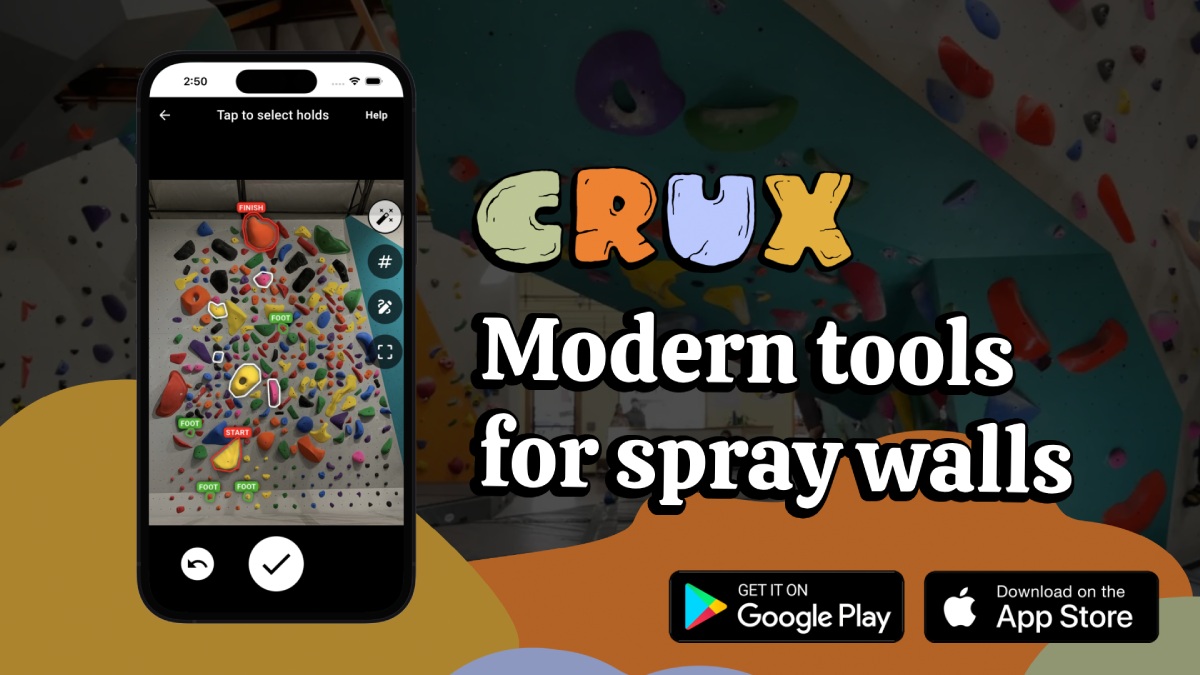 2:50
Tap to select holds
Help
FINISH
#
FOOT
FOOT
START
FOOT
FOOT
CRUX
Modern tools
for spray walls
GET IT ON
Google Play
Download on the
App Store